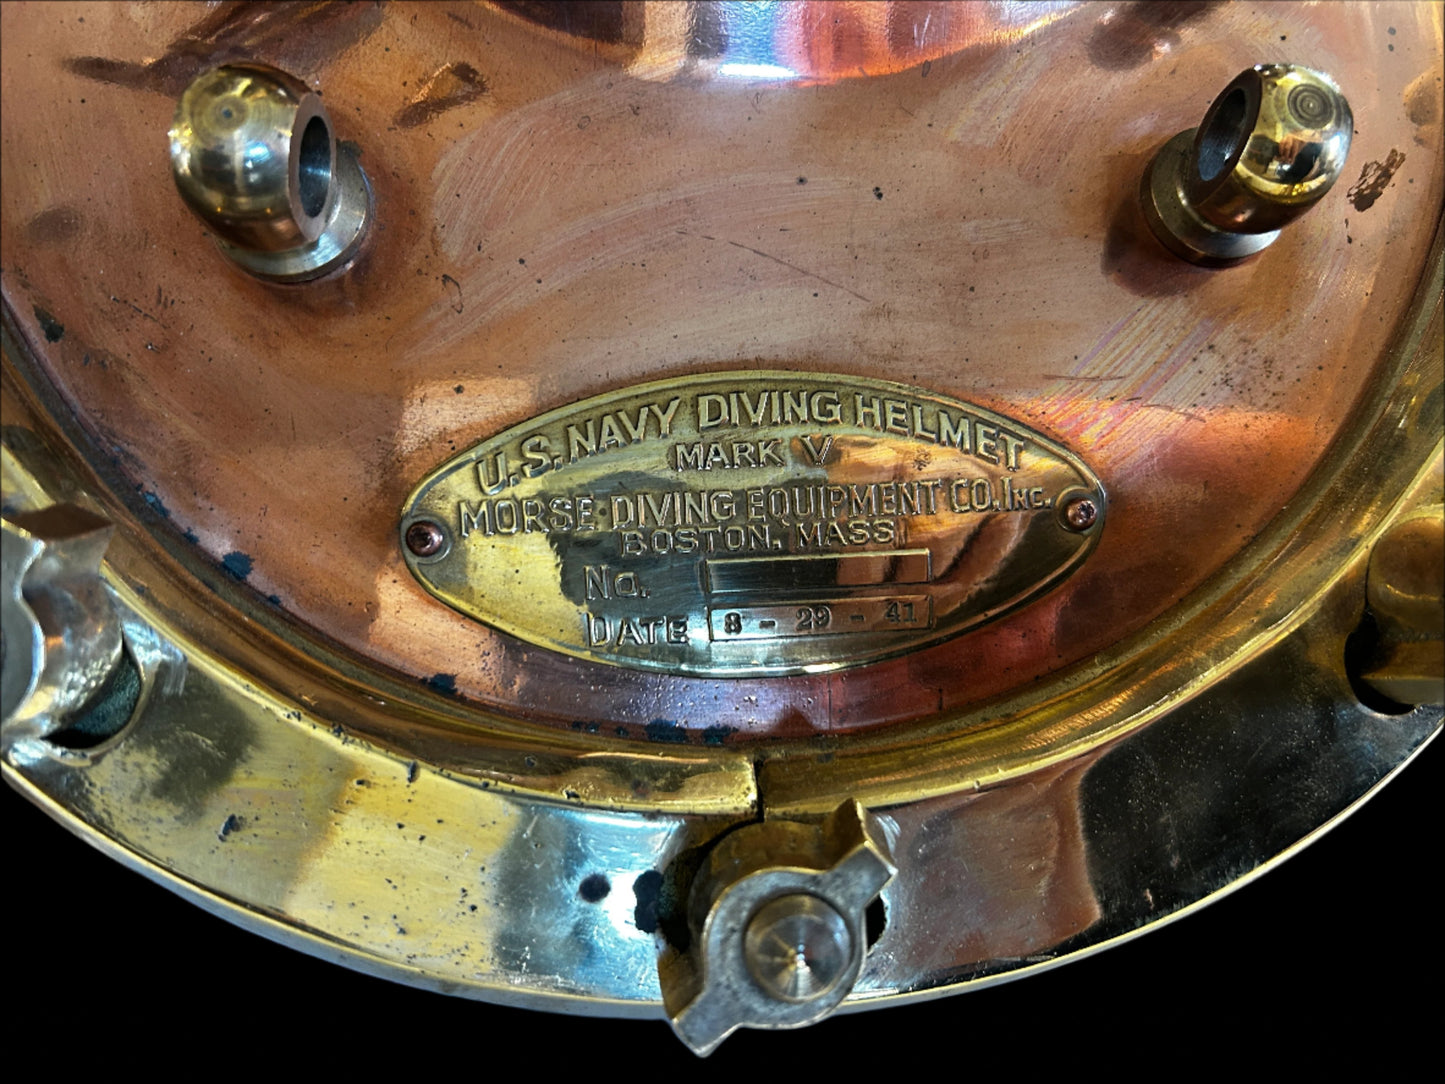 U.S. NAVY DIVING HELMET
MARK V
MORSE DIVING EQUIPMENT CO. INC.
BOSTON, MASS
NO.
DATE 8 - 29 - 41